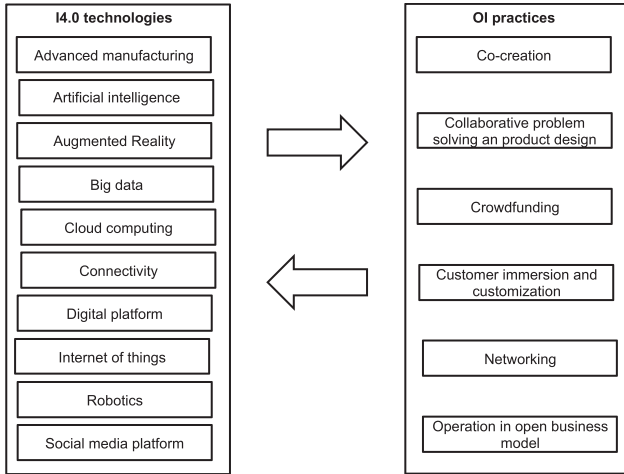 I4.0 technologies
Advanced manufacturing
Artificial intelligence
Augmented Reality
Big data
Cloud computing
Connectivity
Digital platform
Internet of things
Robotics
Social media platform
OI practices
Co-creation
Collaborative problem
solving an product design
Crowdfunding
Customer immersion and
customization
Networking
Operation in open business
model